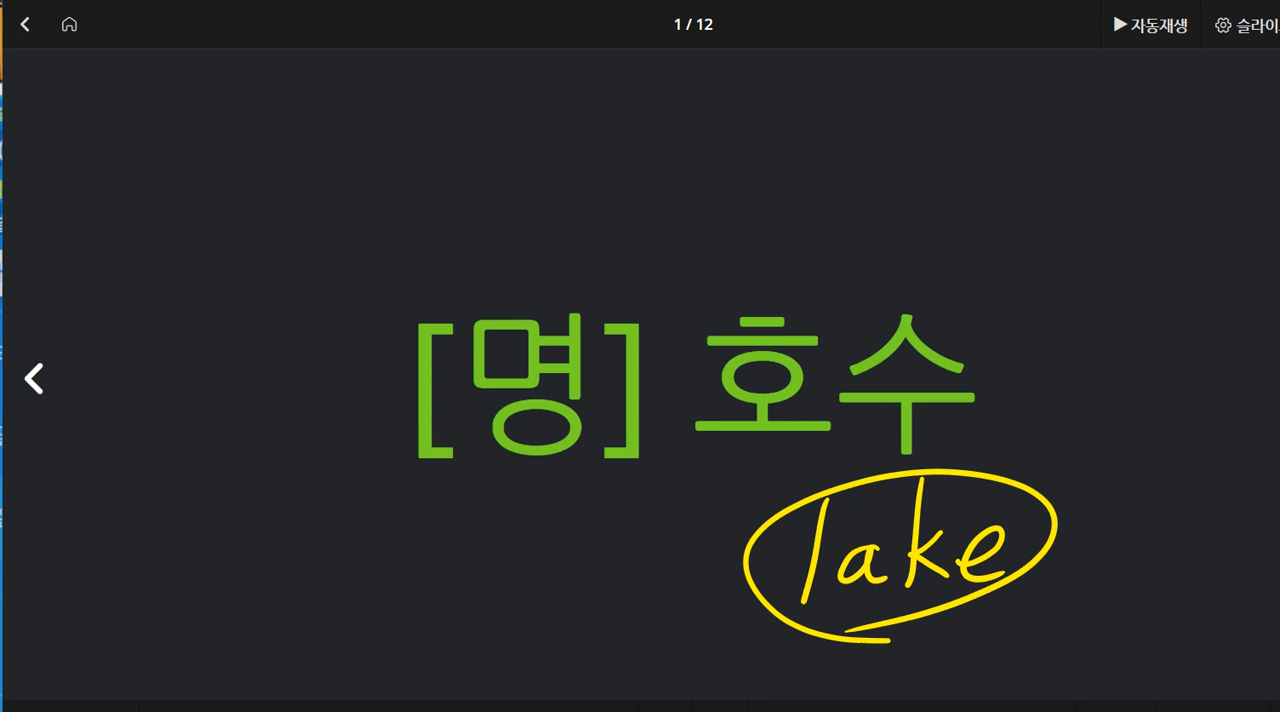 1 / 12
▶ 자동재생
슬라이
[명] 호수
lake